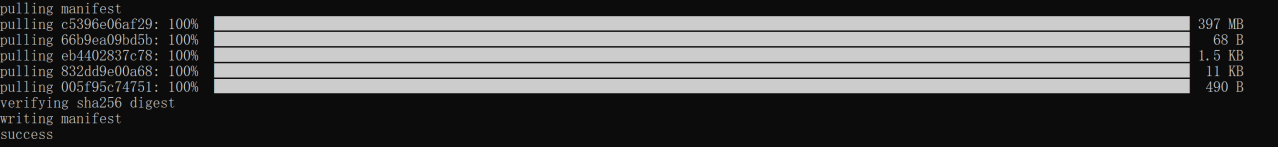 pulling manifest
pulling c5396e06af29: 100% 397 MB
pulling 66b9ea09bd5b: 100% 68 B
pulling eb4402837c78: 100% 1.5 KB
pulling 832dd9e00a68: 100% 11 KB
pulling 005f95c74751: 100% 490 B
verifying sha256 digest
writing manifest
success